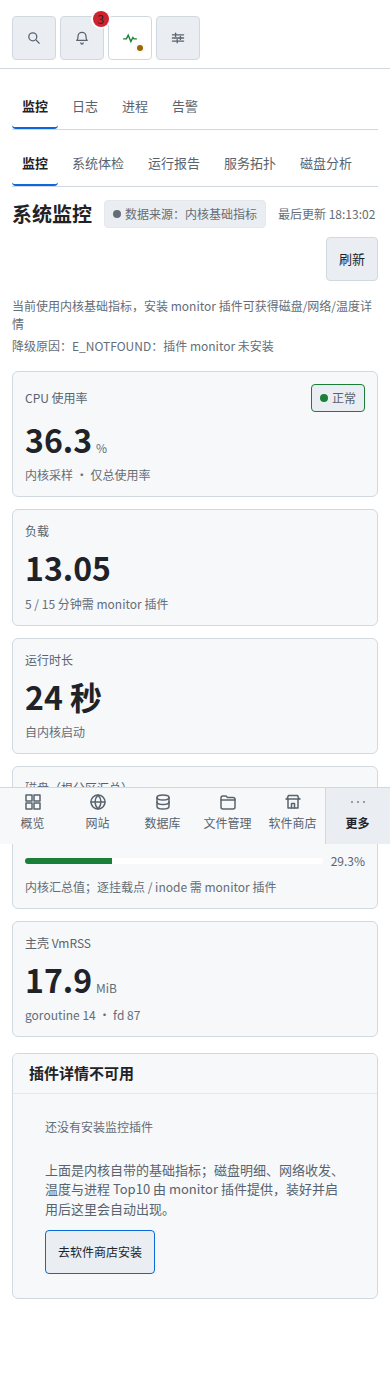 3
监控 日志 进程 告警
监控 系统体检 运行报告 服务拓扑 磁盘分析
系统监控 数据来源：内核基础指标 最后更新 18:13:02
刷新
当前使用内核基础指标，安装 monitor 插件可获得磁盘/网络/温度详
情
降级原因：E_NOTFOUND：插件 monitor 未安装
CPU 使用率 正常
36.3 %
内核采样 · 仅总使用率
负载
13.05
5 / 15 分钟需 monitor 插件
运行时长
24 秒
自内核启动
磁盘（根分区汇总）
概览 网站 数据库 文件管理 软件商店 更多
29.3%
内核汇总值；逐挂载点 / inode 需 monitor 插件
主壳 VmRSS
17.9 MiB
goroutine 14 · fd 87
插件详情不可用
还没有安装监控插件
上面是内核自带的基础指标；磁盘明细、网络收发、
温度与进程 Top10 由 monitor 插件提供，装好并启
用后这里会自动出现。
去软件商店安装